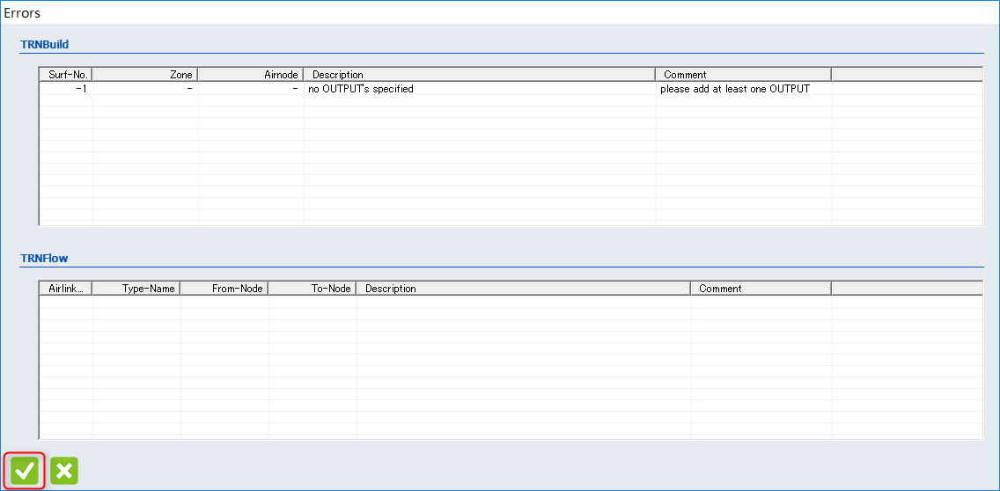 Errors
TRNBuild
Surf-No. Zone Airnode Description Comment
-1 - - no OUTPUT's specified please add at least one OUTPUT
TRNFlow
Airlink... Type-Name From-Node To-Node Description Comment